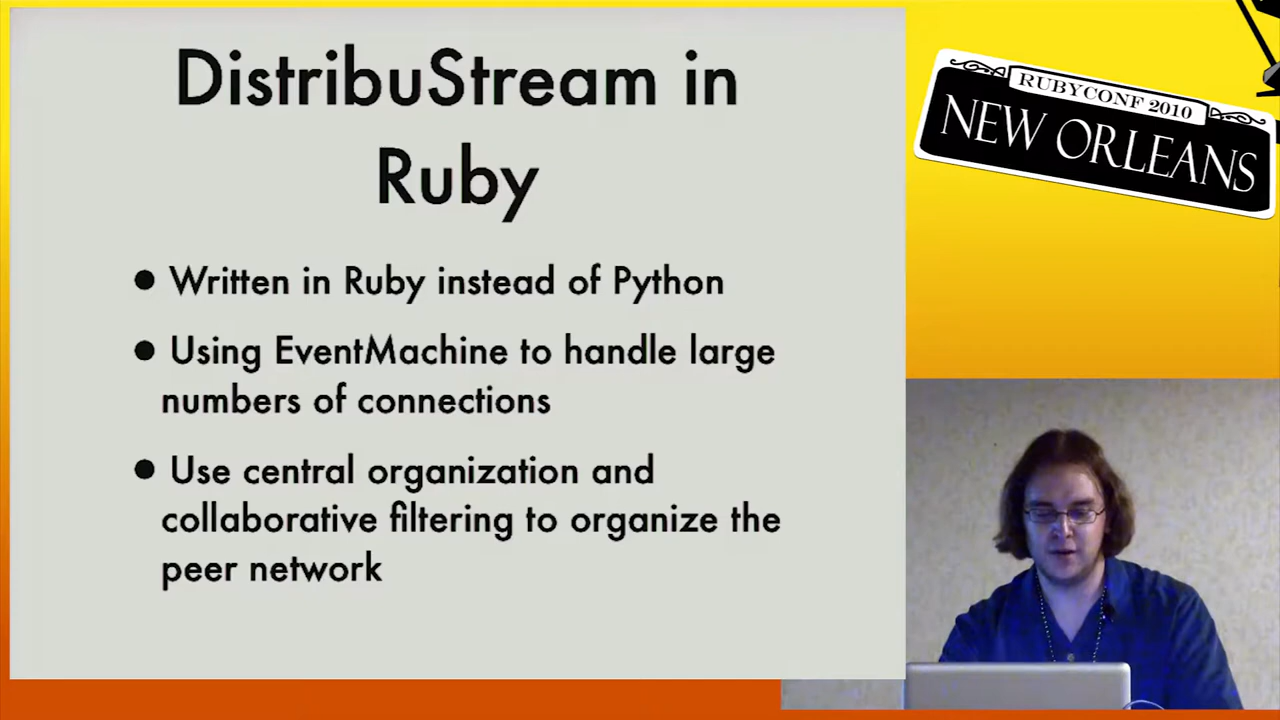 DistribuStream in
Ruby
● Written in Ruby instead of Python
● Using EventMachine to handle large
numbers of connections
● Use central organization and
collaborative filtering to organize the
peer network
RUBYCONF 2010
NEW ORLEANS